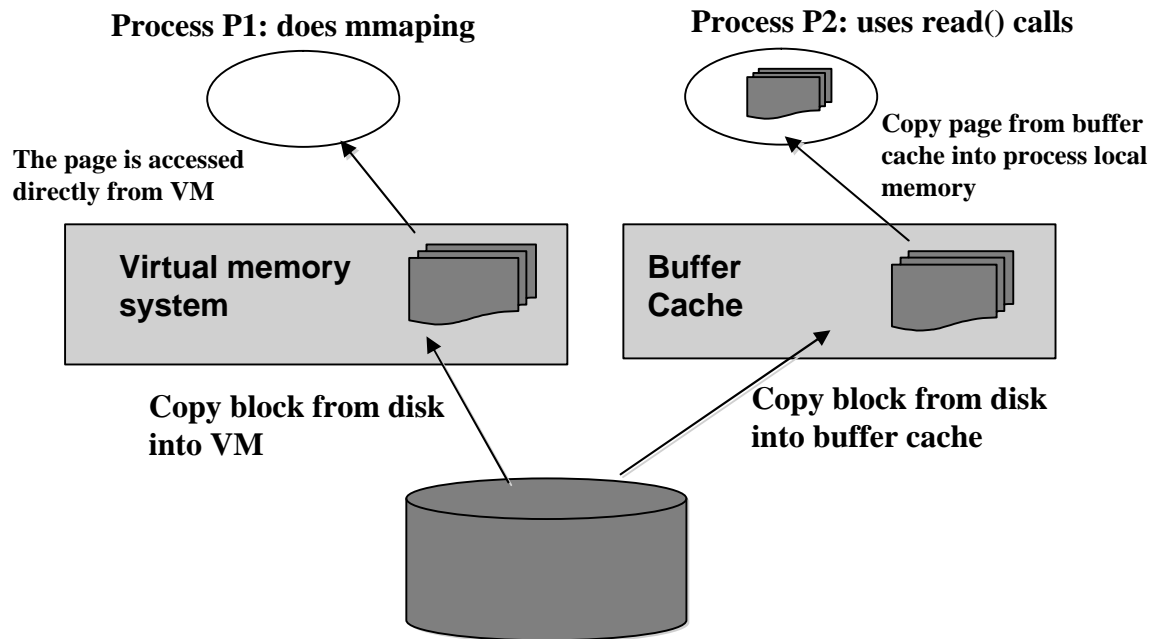 Process P1: does mmaping
Process P2: uses read() calls
The page is accessed
directly from VM
Copy page from buffer
cache into process local
memory
Virtual memory
system
Buffer
Cache
Copy block from disk
into VM
Copy block from disk
into buffer cache